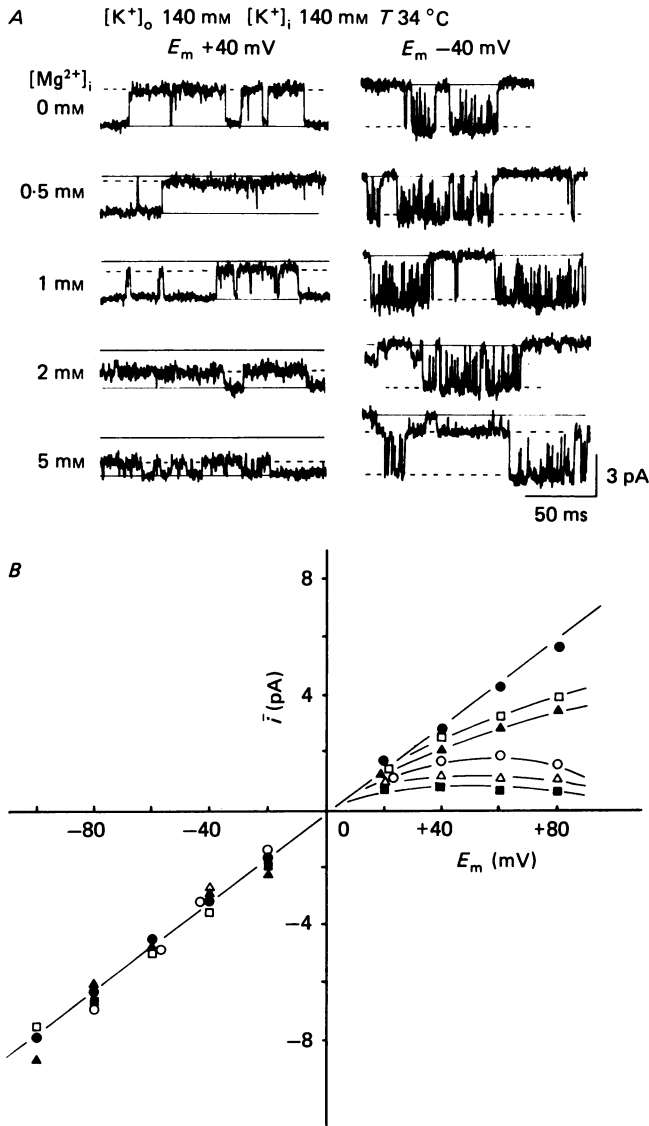 A [K⁺]ₒ 140 mM [K⁺]ᵢ 140 mM T 34 °C
Eₘ +40 mV Eₘ −40 mV
[Mg²⁺]ᵢ
0 mM
0·5 mM
1 mM
2 mM
5 mM
3 pA
50 ms
B
8
4
i̅ (pA)
−80 −40 0 +40 +80
Eₘ (mV)
−4
−8